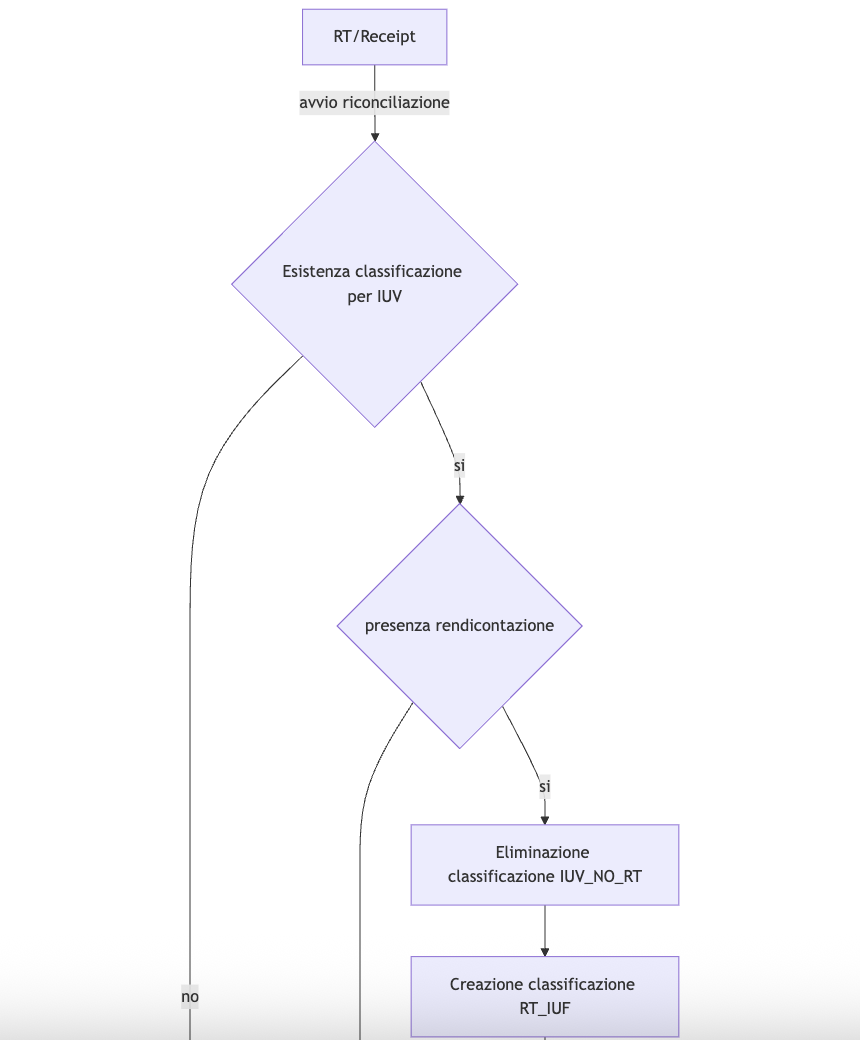 RT/Receipt
avvio riconciliazione
Esistenza classificazione
per IUV
si
presenza rendicontazione
si
Eliminazione
classificazione IUV_NO_RT
Creazione classificazione
RT_IUF
no